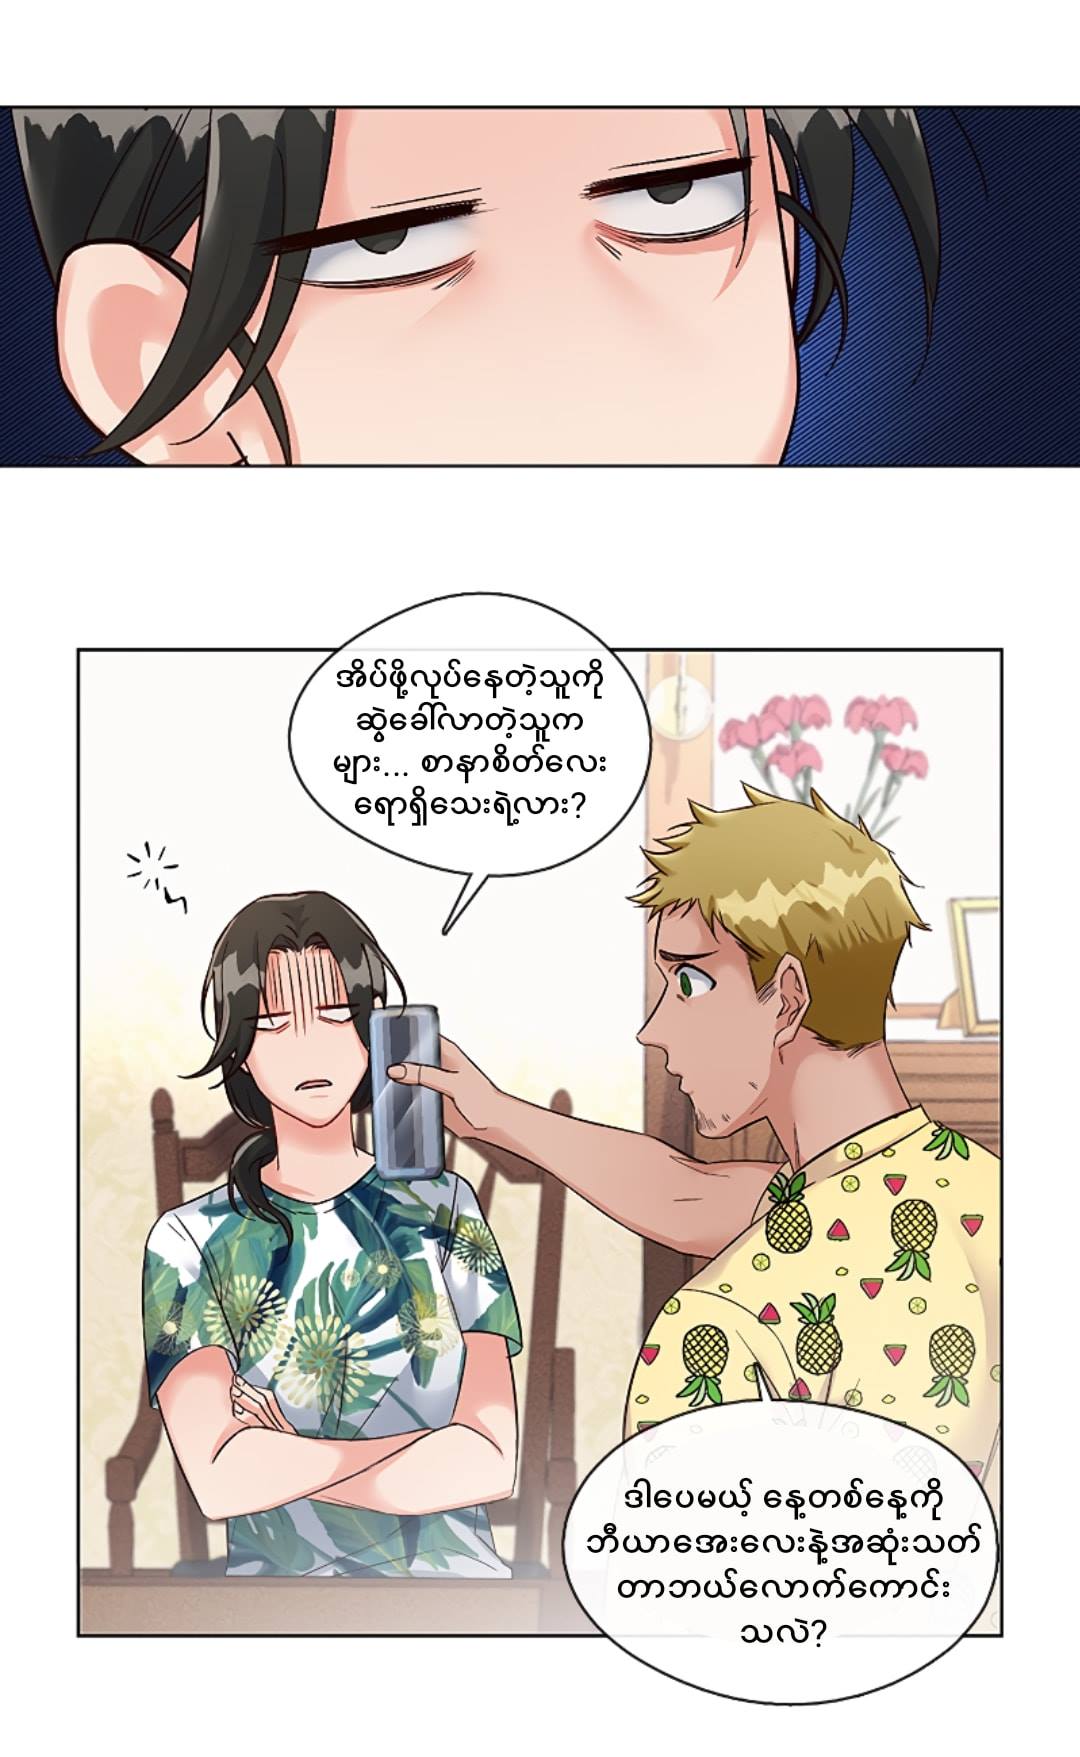 အိပ်ဖို့လုပ်နေတဲ့သူကို
ဆွဲခေါ်လာတဲ့သူက
များ... စာနာစိတ်လေး
ရောရှိသေးရဲ့လား?
ဒါပေမယ့် နေ့တစ်နေ့ကို
ဘီယာအေးလေးနဲ့အဆုံးသတ်
တာဘယ်လောက်ကောင်း
သလဲ?